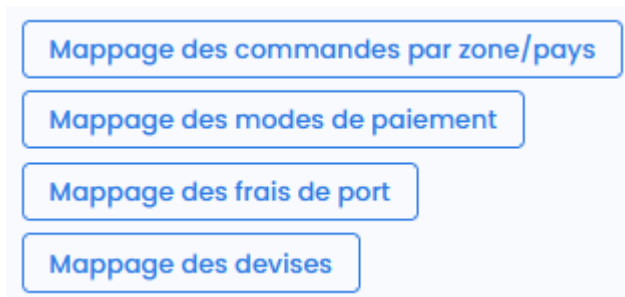 Mappage des commandes par zone/pays
Mappage des modes de paiement
Mappage des frais de port
Mappage des devises